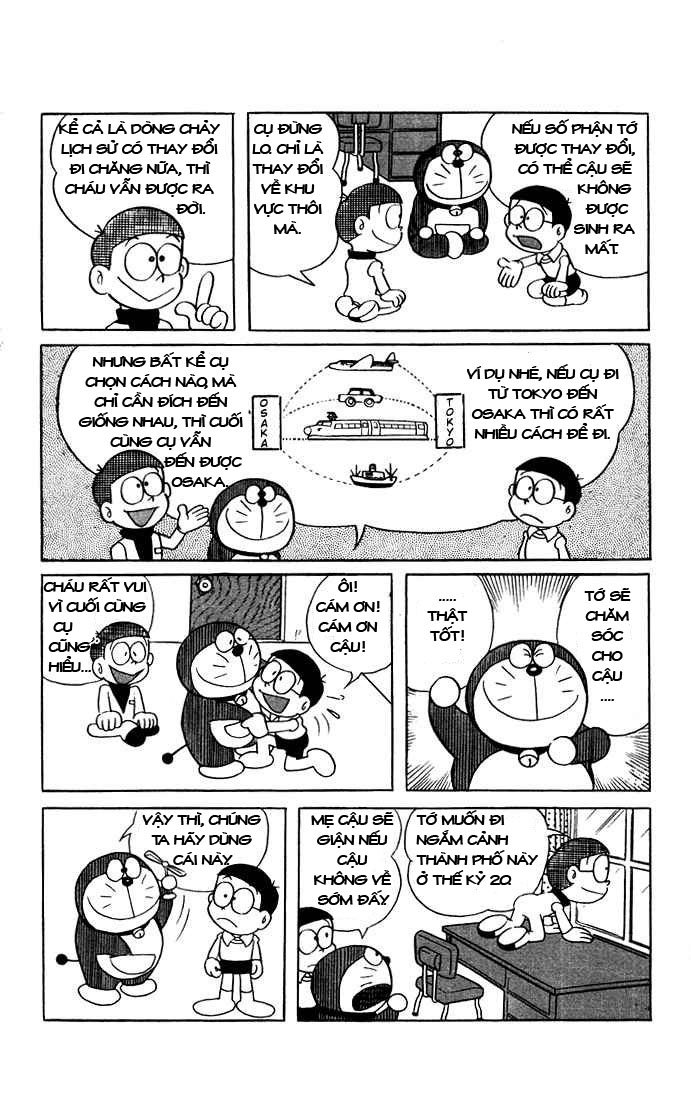 NẾU SỐ PHẬN TỚ
ĐƯỢC THAY ĐỔI,
CÓ THỂ CẬU SẼ
KHÔNG
ĐƯỢC
SINH RA
MẤT.
CỤ ĐỪNG
LO, CHỈ LÀ
THAY ĐỔI
VỀ KHU
VỰC THÔI
MÀ.
KỂ CẢ LÀ DÒNG CHẢY
LỊCH SỬ CÓ THAY ĐỔI
ĐI CHĂNG NỮA, THÌ
CHÁU VẪN ĐƯỢC RA
ĐỜI.
VÍ DỤ NHÉ, NẾU CỤ ĐI
TỪ TOKYO ĐẾN
OSAKA THÌ CÓ RẤT
NHIỀU CÁCH ĐỂ ĐI.
TOKYO
OSAKA
NHƯNG BẤT KỂ CỤ
CHỌN CÁCH NÀO, MÀ
CHỈ CẦN ĐÍCH ĐẾN
GIỐNG NHAU, THÌ CUỐI
CÙNG CỤ VẪN
ĐẾN ĐƯỢC
OSAKA.
TỚ SẼ
CHĂM
SÓC
CHO
CẬU
....
.....
THẬT
TỐT!
ÔI!
CÁM ƠN!
CÁM ƠN
CẬU!
CHÁU RẤT VUI
VÌ CUỐI CÙNG
CỤ
CŨNG
HIỂU...
TỚ MUỐN ĐI
NGẮM CẢNH
THÀNH PHỐ NÀY
Ở THẾ KỶ 20.
MẸ CẬU SẼ
GIẬN NẾU
CẬU
KHÔNG VỀ
SỚM ĐẤY
VẬY THÌ, CHÚNG
TA HÃY DÙNG
CÁI NÀY.